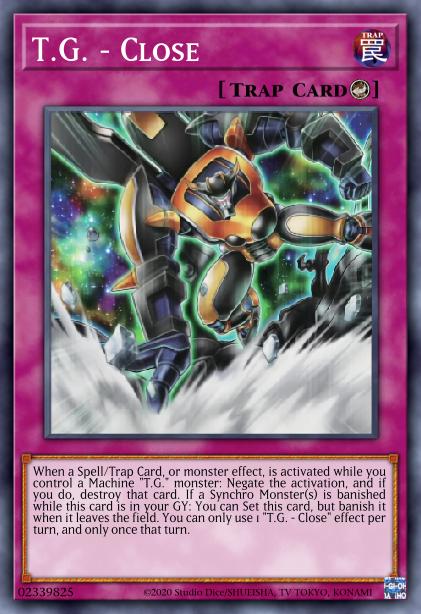 T.G. - Close
TRAP
罠
[Trap Card]
When a Spell/Trap Card, or monster effect, is activated while you
control a Machine "T.G." monster: Negate the activation, and if
you do, destroy that card. If a Synchro Monster(s) is banished
while this card is in your GY: You can Set this card, but banish it
when it leaves the field. You can only use 1 "T.G. - Close" effect per
turn, and only once that turn.
02339825
©2020 Studio Dice/SHUEISHA, TV TOKYO, KONAMI